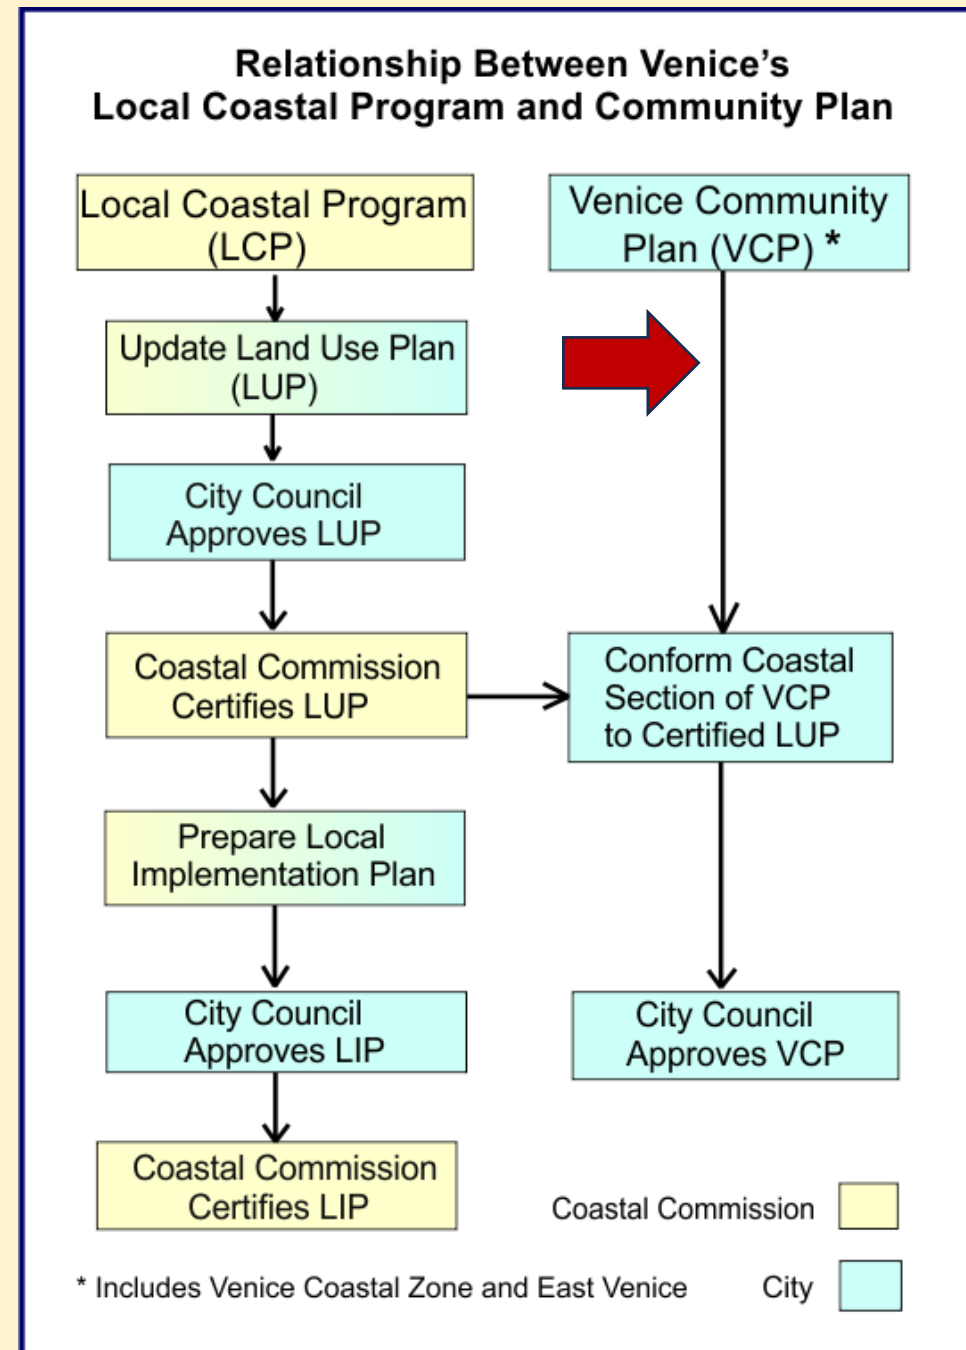 Relationship Between Venice’s
Local Coastal Program and Community Plan
Local Coastal Program
(LCP)
Update Land Use Plan
(LUP)
City Council
Approves LUP
Coastal Commission
Certifies LUP
Prepare Local
Implementation Plan
City Council
Approves LIP
Coastal Commission
Certifies LIP
Venice Community
Plan (VCP) *
Conform Coastal
Section of VCP
to Certified LUP
City Council
Approves VCP
Coastal Commission
City
* Includes Venice Coastal Zone and East Venice